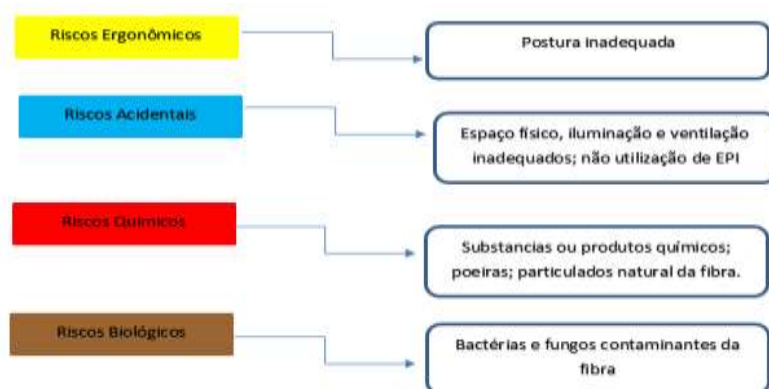 Riscos Ergonômicos
Postura inadequada
Riscos Acidentais
Espaço físico, iluminação e ventilação
inadequados; não utilização de EPI
Riscos Químicos
Substancias ou produtos químicos;
poeiras; particulados natural da fibra.
Riscos Biológicos
Bactérias e fungos contaminantes da
fibra